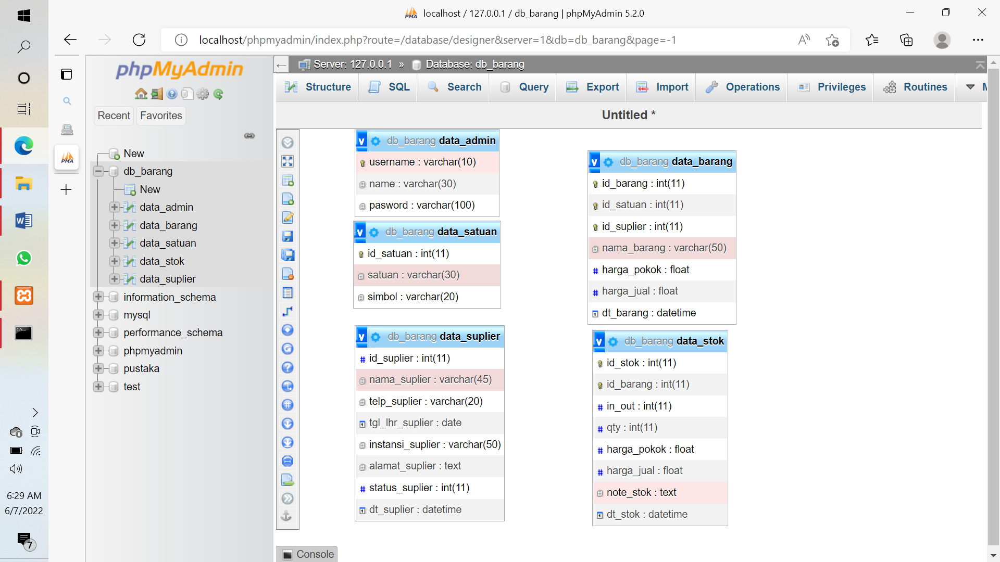 localhost / 127.0.0.1 / db_barang | phpMyAdmin 5.2.0
localhost/phpmyadmin/index.php?route=/database/designer&server=1&db=db_barang&page=-1
phpMyAdmin
Recent
Favorites
New
db_barang
New
data_admin
data_barang
data_satuan
data_stok
data_suplier
information_schema
mysql
performance_schema
phpmyadmin
pustaka
test
PMA
6:29 AM
6/7/2022
7
Server: 127.0.0.1 » Database: db_barang
Structure
SQL
Search
Query
Export
Import
Operations
Privileges
Routines
Untitled *
v db_barang data_admin
username : varchar(10)
name : varchar(30)
pasword : varchar(100)
v db_barang data_satuan
id_satuan : int(11)
satuan : varchar(30)
simbol : varchar(20)
v db_barang data_suplier
# id_suplier : int(11)
nama_suplier : varchar(45)
telp_suplier : varchar(20)
tgl_lhr_suplier : date
instansi_suplier : varchar(50)
alamat_suplier : text
# status_suplier : int(11)
dt_suplier : datetime
v db_barang data_barang
id_barang : int(11)
id_satuan : int(11)
id_suplier : int(11)
nama_barang : varchar(50)
# harga_pokok : float
# harga_jual : float
dt_barang : datetime
v db_barang data_stok
id_stok : int(11)
id_barang : int(11)
# in_out : int(11)
# qty : int(11)
# harga_pokok : float
# harga_jual : float
note_stok : text
dt_stok : datetime
Console